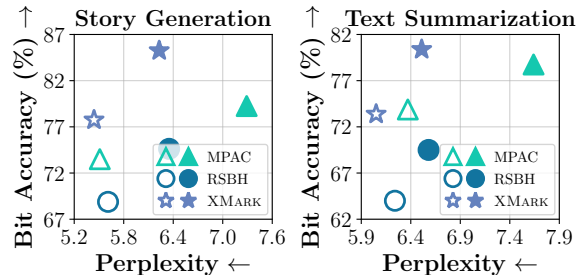 Story Generation
Bit Accuracy (%) →
87
82
77
72
67
5.2 5.8 6.4 7.0 7.6
Perplexity ←
MPAC
RSBH
XMARK
Text Summarization
Bit Accuracy (%) →
82
77
72
67
62
5.9 6.4 6.9 7.4 7.9
Perplexity ←
MPAC
RSBH
XMARK